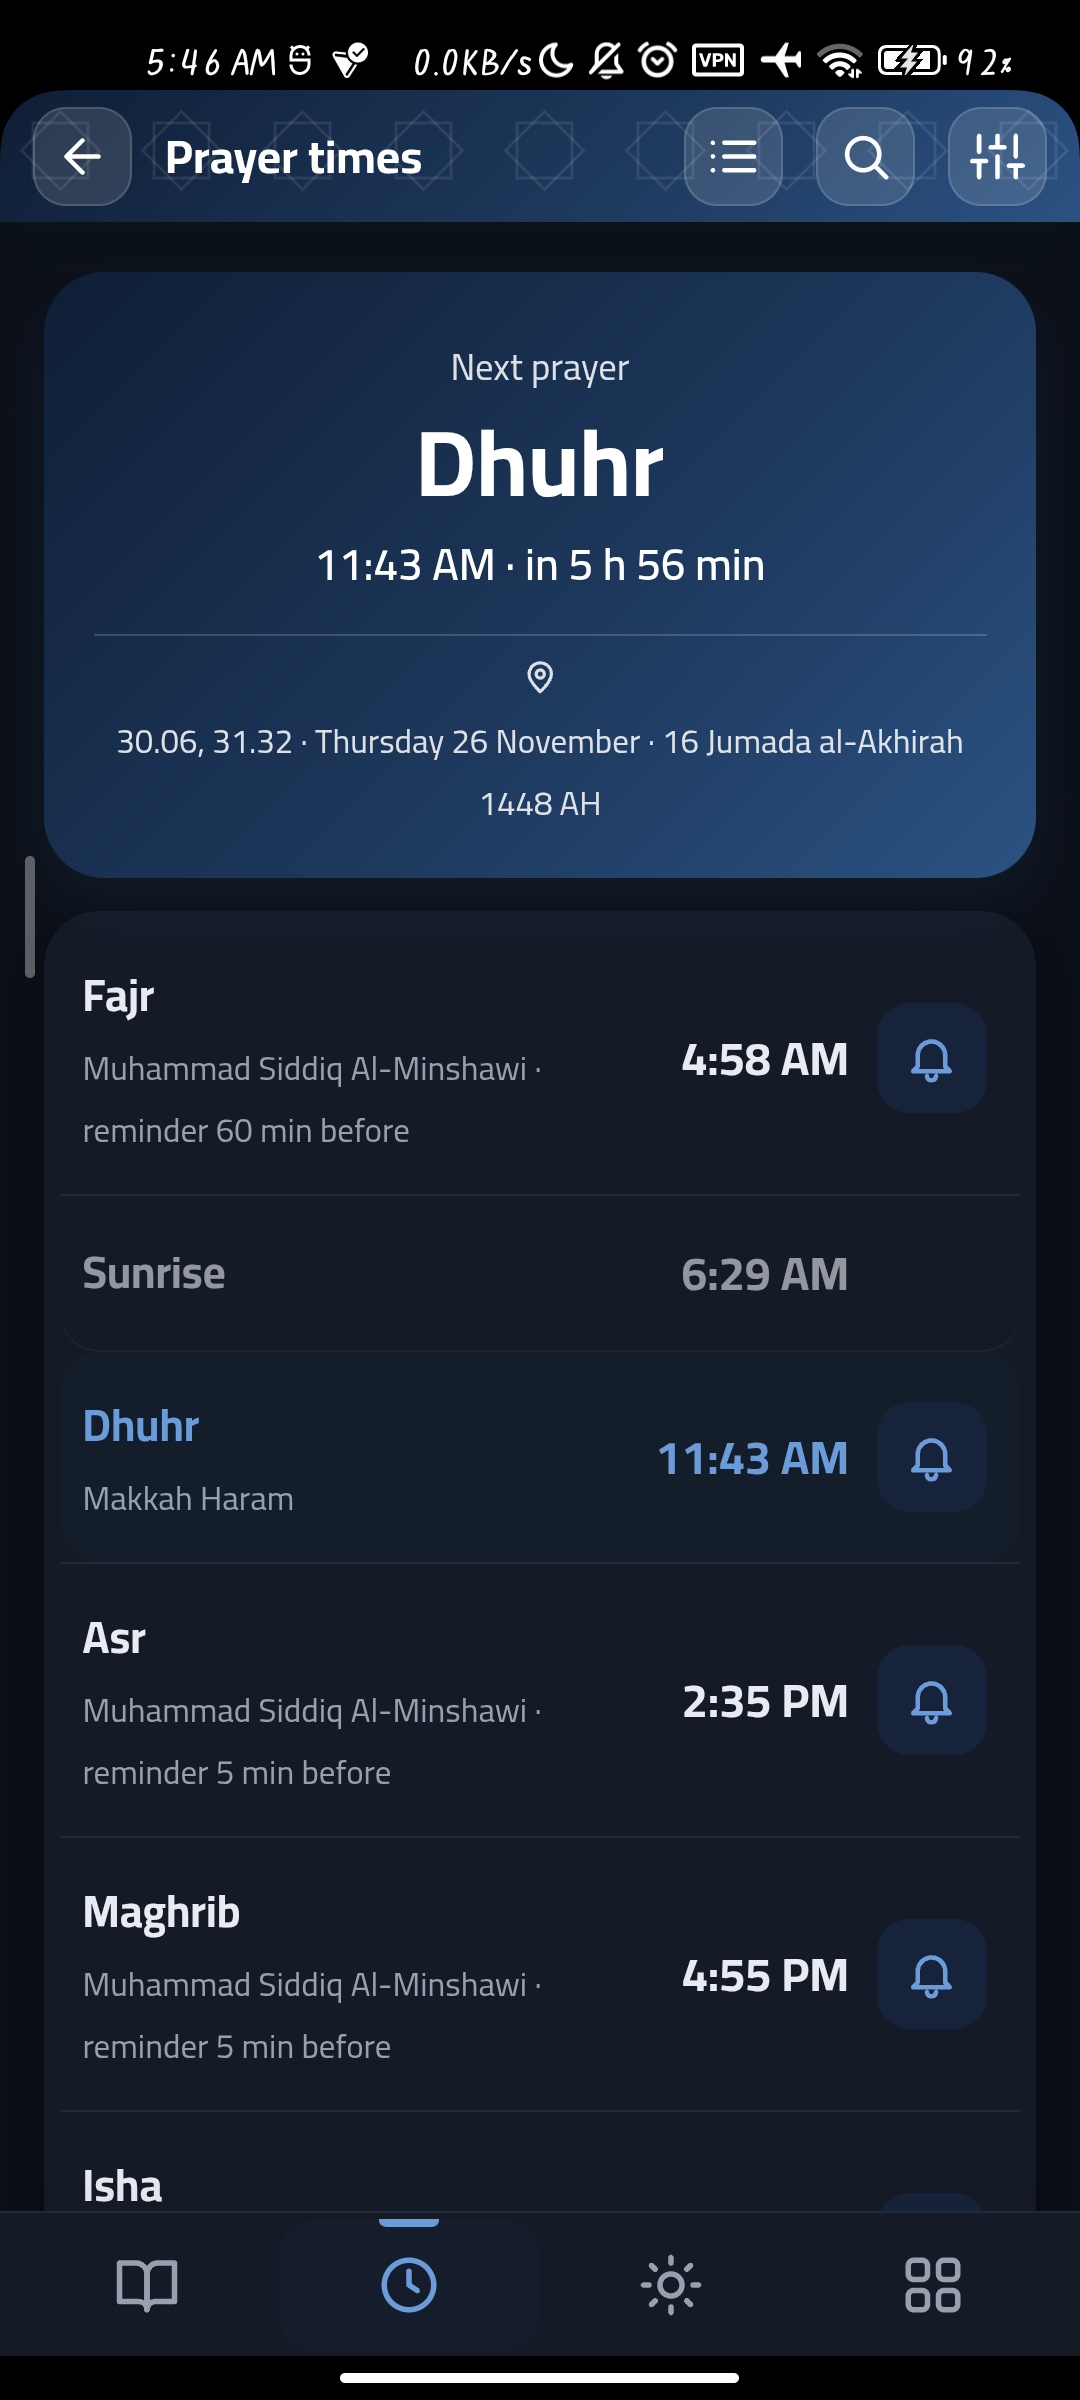 5:46 AM 0.0KB/s VPN 92%
Prayer times
Next prayer
Dhuhr
11:43 AM · in 5 h 56 min
30.06, 31.32 · Thursday 26 November · 16 Jumada al-Akhirah
1448 AH
Fajr
Muhammad Siddiq Al-Minshawi ·
reminder 60 min before
4:58 AM
Sunrise
6:29 AM
Dhuhr
Makkah Haram
11:43 AM
Asr
Muhammad Siddiq Al-Minshawi ·
reminder 5 min before
2:35 PM
Maghrib
Muhammad Siddiq Al-Minshawi ·
reminder 5 min before
4:55 PM
Isha